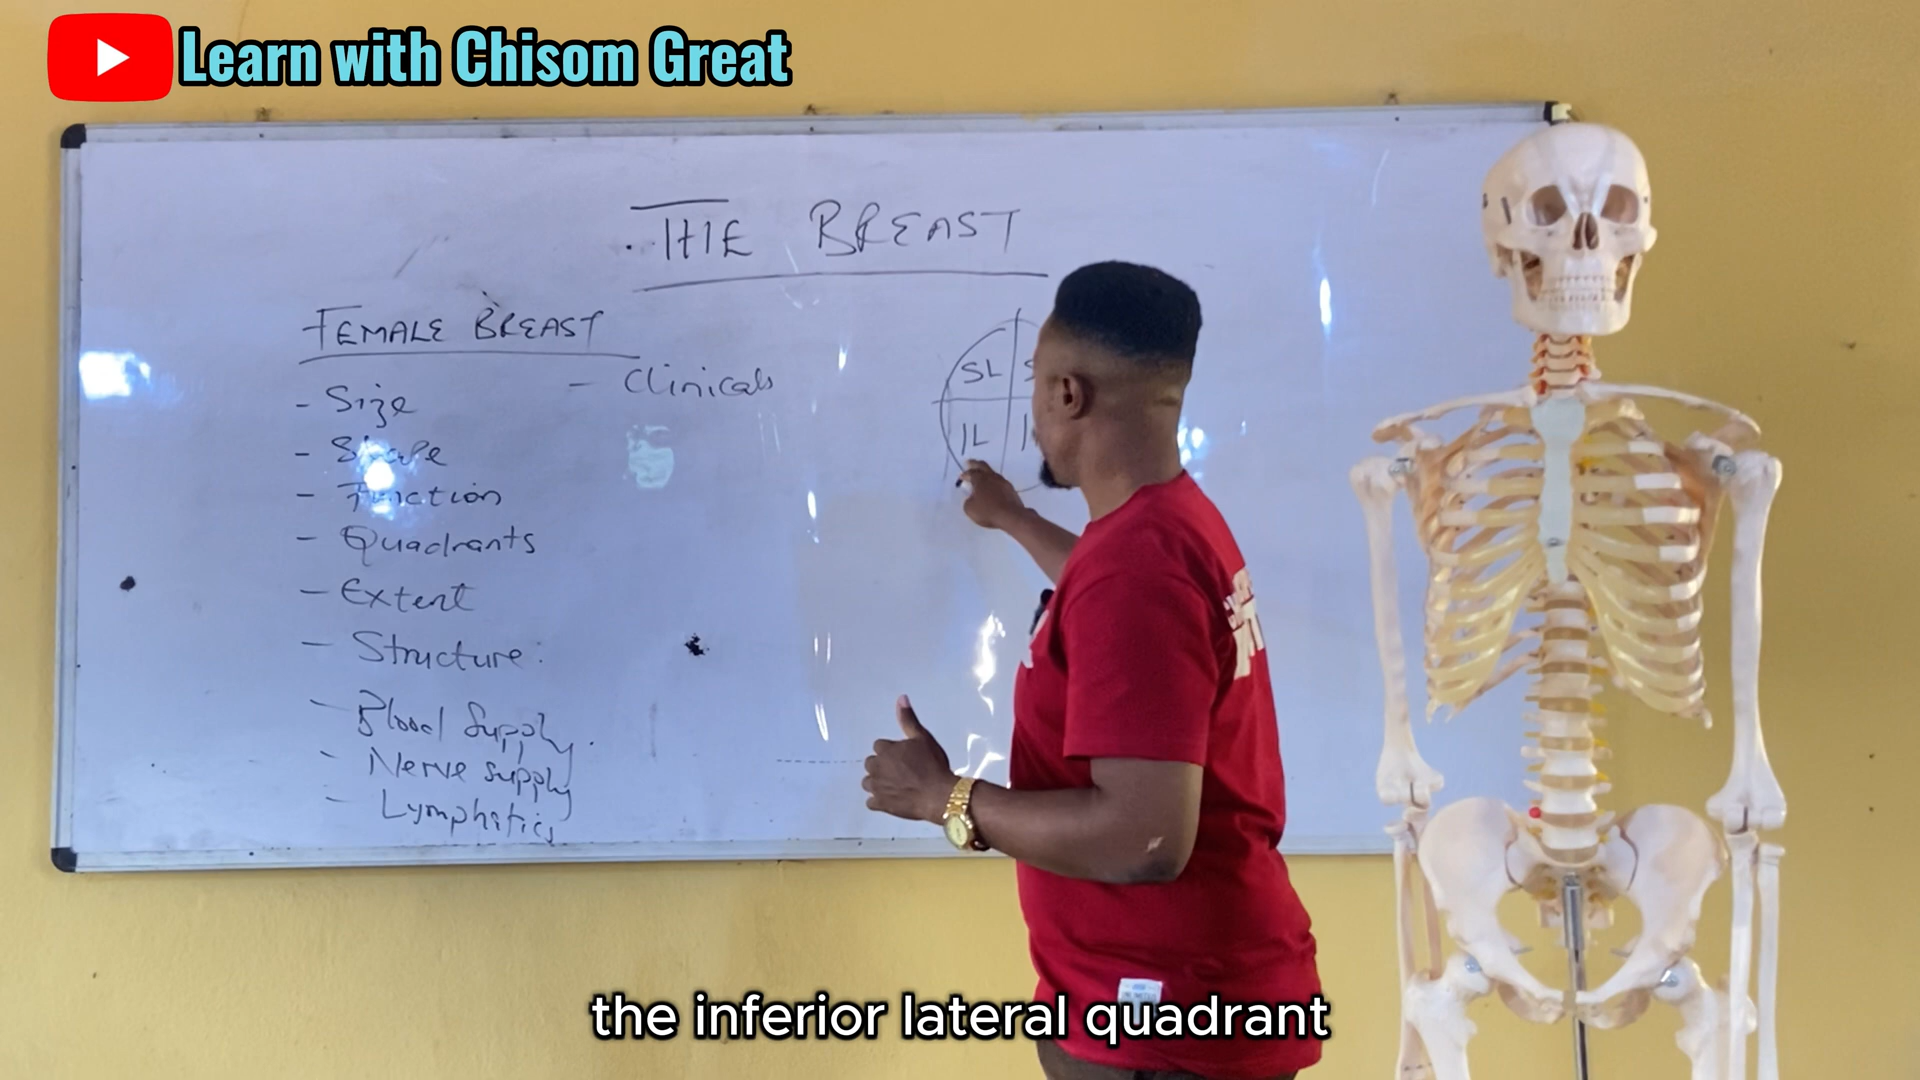 Learn with Chisom Great
THE BREAST
FEMALE BREAST
- Clinicals
- Size
- Shape
- Function
- Quadrants
- Extent
- Structure:
- Blood Supply.
- Nerve supply
- Lymphatics
SL S
IL I
the inferior lateral quadrant